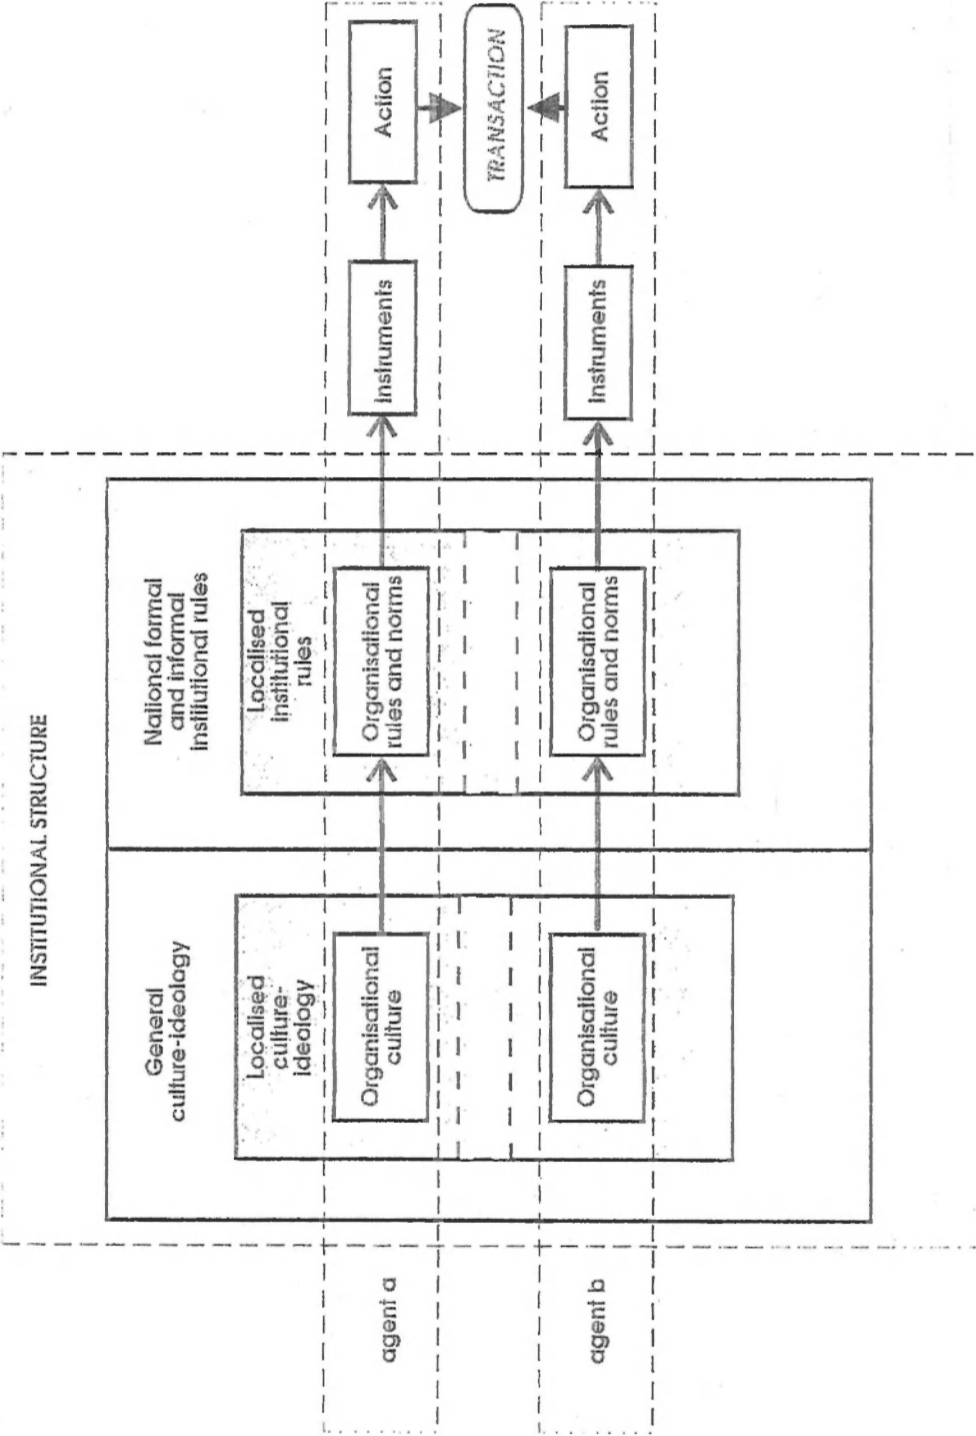 INSTITUTIONAL STRUCTURE
General
culture-ideology
National formal
and informal
institutional rules
Localised
culture-
ideology
Localised
institutional
rules
agent a
Organisational
culture
Organisational
rules and norms
Instruments
Action
TRANSACTION
agent b
Organisational
culture
Organisational
rules and norms
Instruments
Action